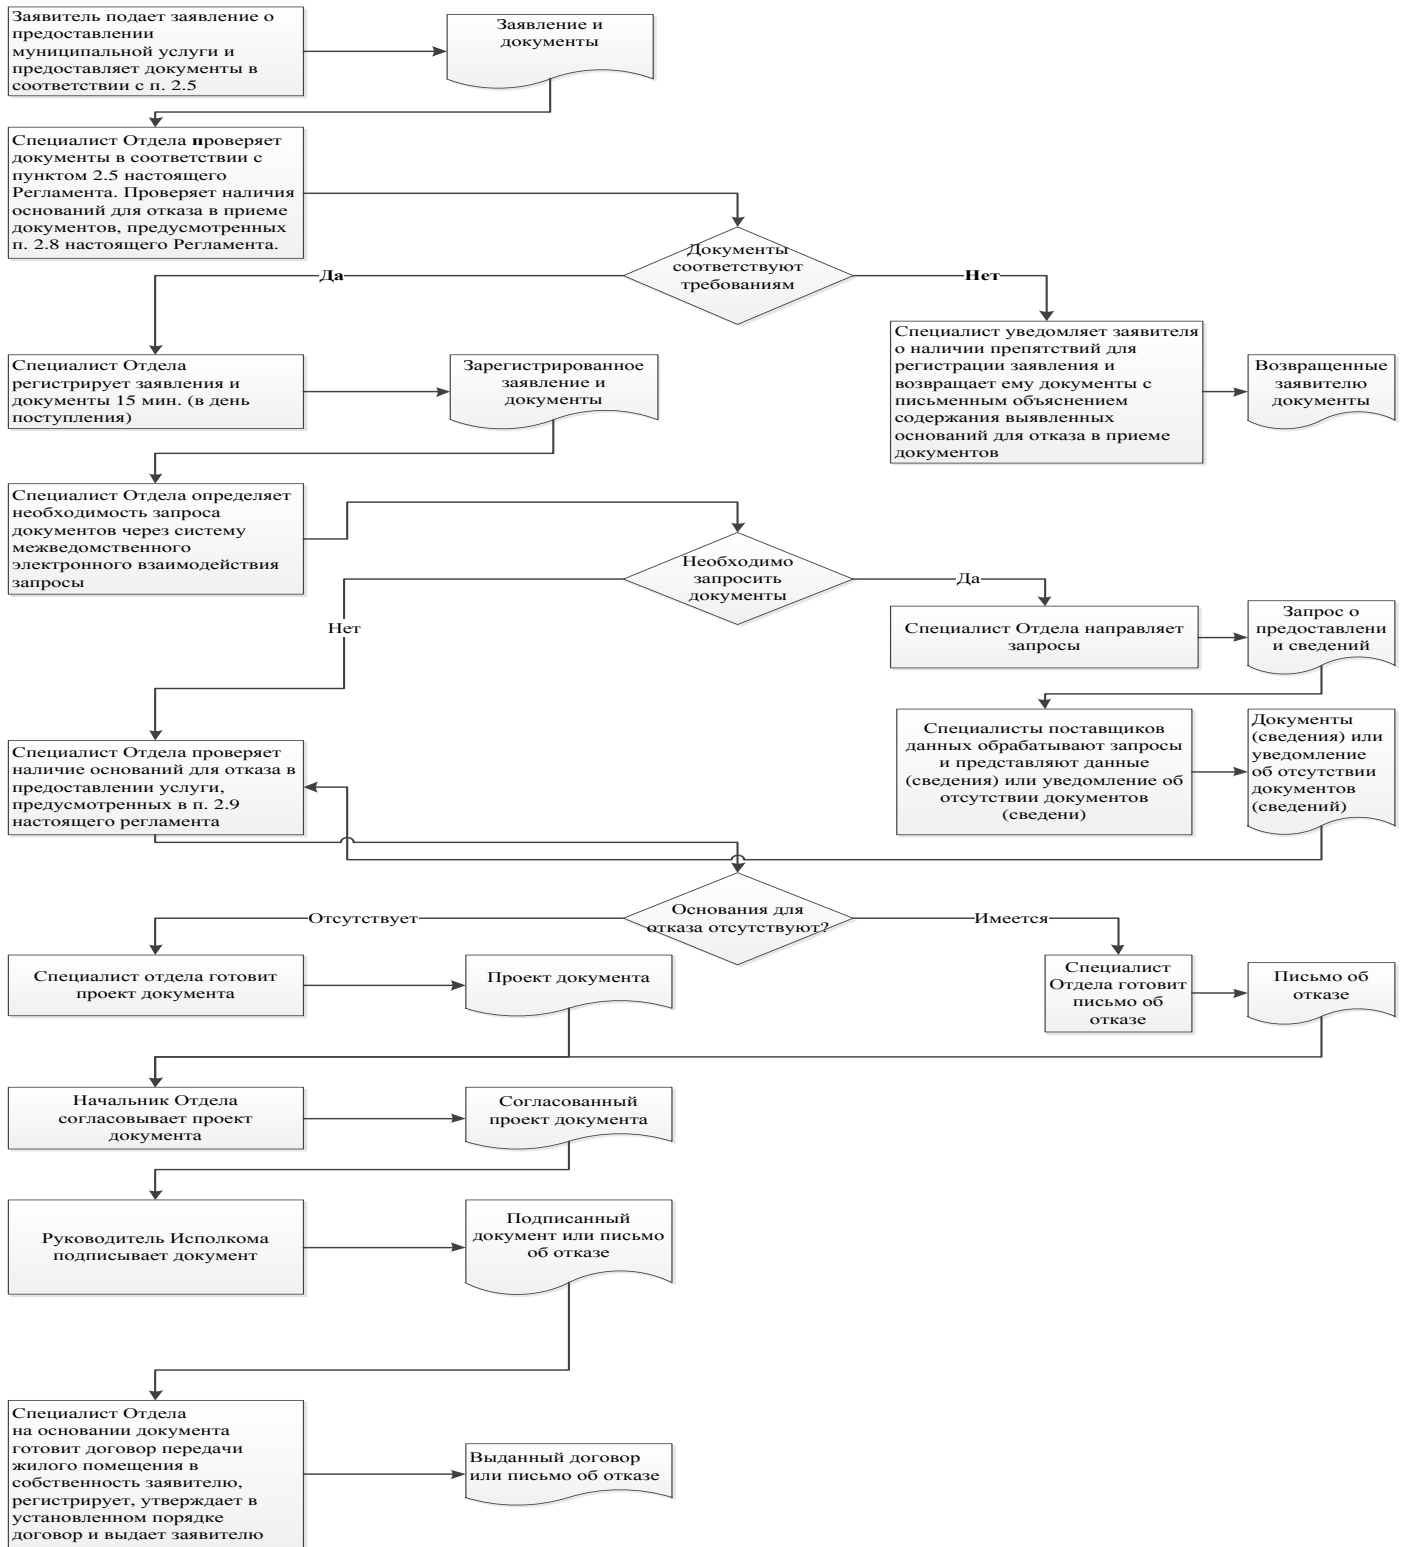 Заявитель подает заявление о
предоставлении
муниципальной услуги и
предоставляет документы в
соответствии с п. 2.5
Заявление и
документы
Специалист Отдела проверяет
документы в соответствии с
пунктом 2.5 настоящего
Регламента. Проверяет наличия
оснований для отказа в приеме
документов, предусмотренных
п. 2.8 настоящего Регламента.
Документы
соответствуют
требованиям
Да
Нет
Специалист Отдела
регистрирует заявления и
документы 15 мин. (в день
поступления)
Зарегистрированное
заявление и
документы
Специалист уведомляет заявителя
о наличии препятствий для
регистрации заявления и
возвращает ему документы с
письменным объяснением
содержания выявленных
оснований для отказа в приеме
документов
Возвращенные
заявителю
документы
Специалист Отдела определяет
необходимость запроса
документов через систему
межведомственного
электронного взаимодействия
запросы
Необходимо
запросить
документы
Да
Нет
Специалист Отдела направляет
запросы
Запрос о
предоставлени
и сведений
Специалист Отдела проверяет
наличие оснований для отказа в
предоставлении услуги,
предусмотренных в п. 2.9
настоящего регламента
Специалисты поставщиков
данных обрабатывают запросы
и представляют данные
(сведения) или уведомление об
отсутствии документов
(сведени)
Документы
(сведения) или
уведомление
об отсутствии
документов
(сведений)
Основания для
отказа отсутствуют?
Отсутствует
Имеется
Специалист отдела готовит
проект документа
Проект документа
Специалист
Отдела готовит
письмо об
отказе
Письмо об
отказе
Начальник Отдела
согласовывает проект
документа
Согласованный
проект документа
Руководитель Исполкома
подписывает документ
Подписанный
документ или письмо
об отказе
Специалист Отдела
на основании документа
готовит договор передачи
жилого помещения в
собственность заявителю,
регистрирует, утверждает в
установленном порядке
договор и выдает заявителю
Выданный договор
или письмо об отказе